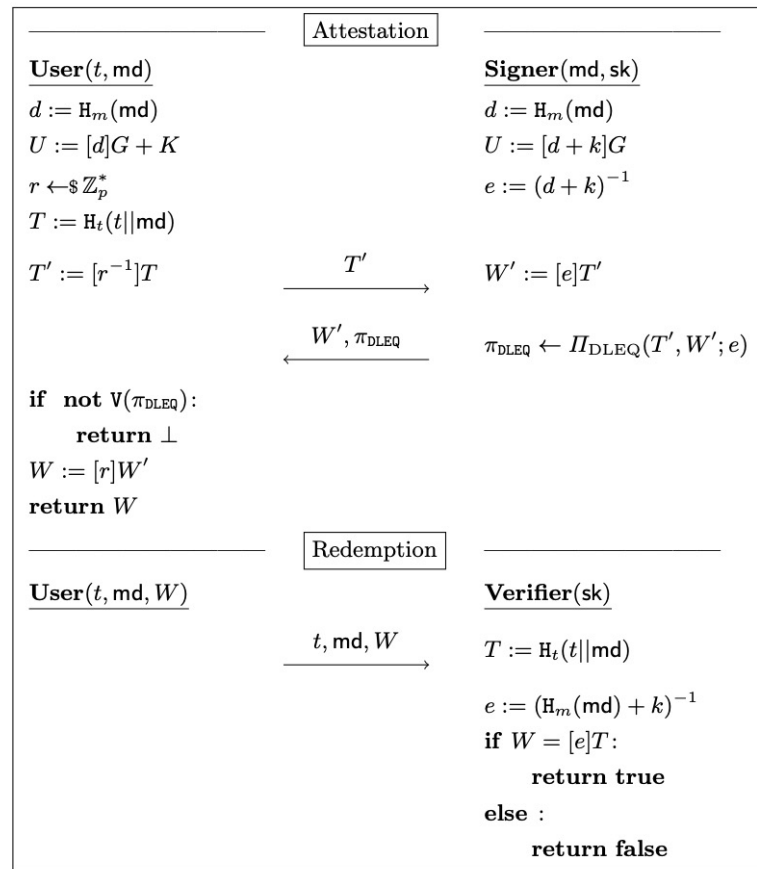 Attestation
User(t, md) Signer(md, sk)
d := H_m(md) d := H_m(md)
U := [d]G + K U := [d + k]G
r ←$ ℤ_p^* e := (d + k)^{-1}
T := H_t(t||md)
T′ := [r^{-1}]T T′ W′ := [e]T′
W′, π_DLEQ π_DLEQ ← Π_DLEQ(T′, W′; e)
if not V(π_DLEQ):
return ⊥
W := [r]W′
return W
Redemption
User(t, md, W) Verifier(sk)
t, md, W T := H_t(t||md)
e := (H_m(md) + k)^{-1}
if W = [e]T:
return true
else :
return false